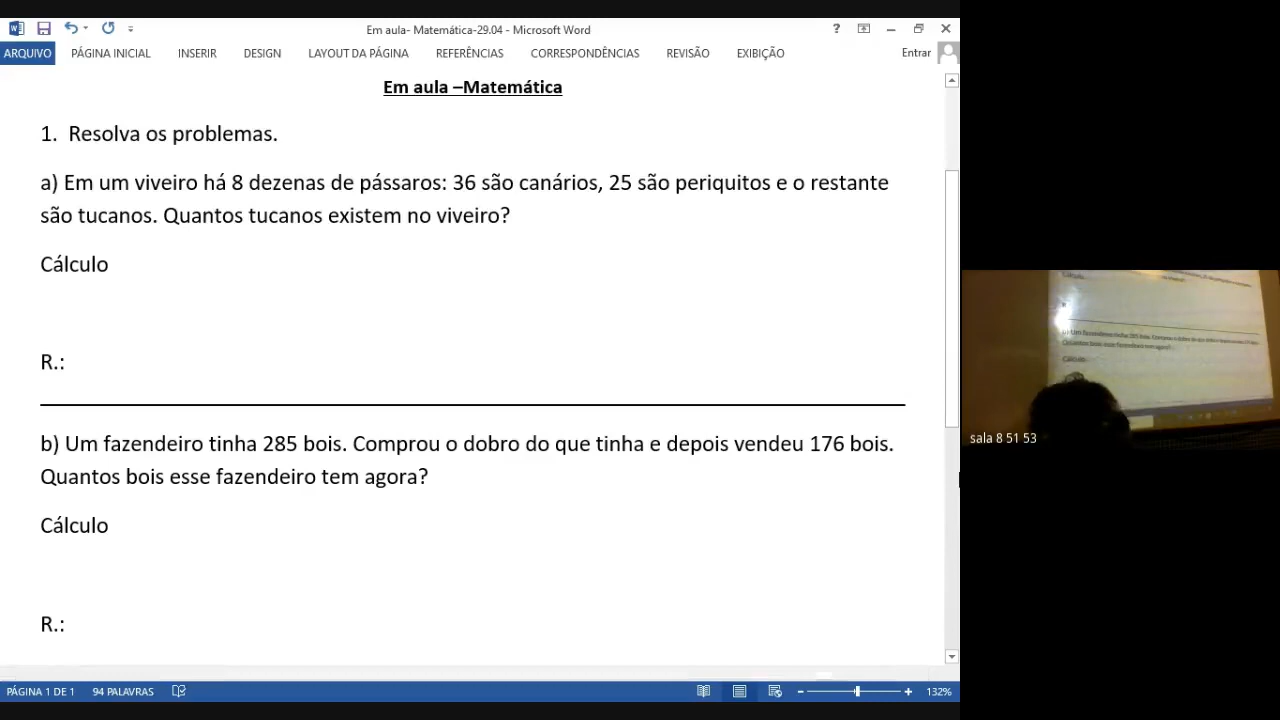 Em aula- Matemática-29.04 - Microsoft Word
ARQUIVO PÁGINA INICIAL INSERIR DESIGN LAYOUT DA PÁGINA REFERÊNCIAS CORRESPONDÊNCIAS REVISÃO EXIBIÇÃO Entrar
Em aula –Matemática
1. Resolva os problemas.
a) Em um viveiro há 8 dezenas de pássaros: 36 são canários, 25 são periquitos e o restante
são tucanos. Quantos tucanos existem no viveiro?
Cálculo
R.:
b) Um fazendeiro tinha 285 bois. Comprou o dobro do que tinha e depois vendeu 176 bois.
Quantos bois esse fazendeiro tem agora?
Cálculo
R.:
PÁGINA 1 DE 1 94 PALAVRAS 132%
sala 8 51 53